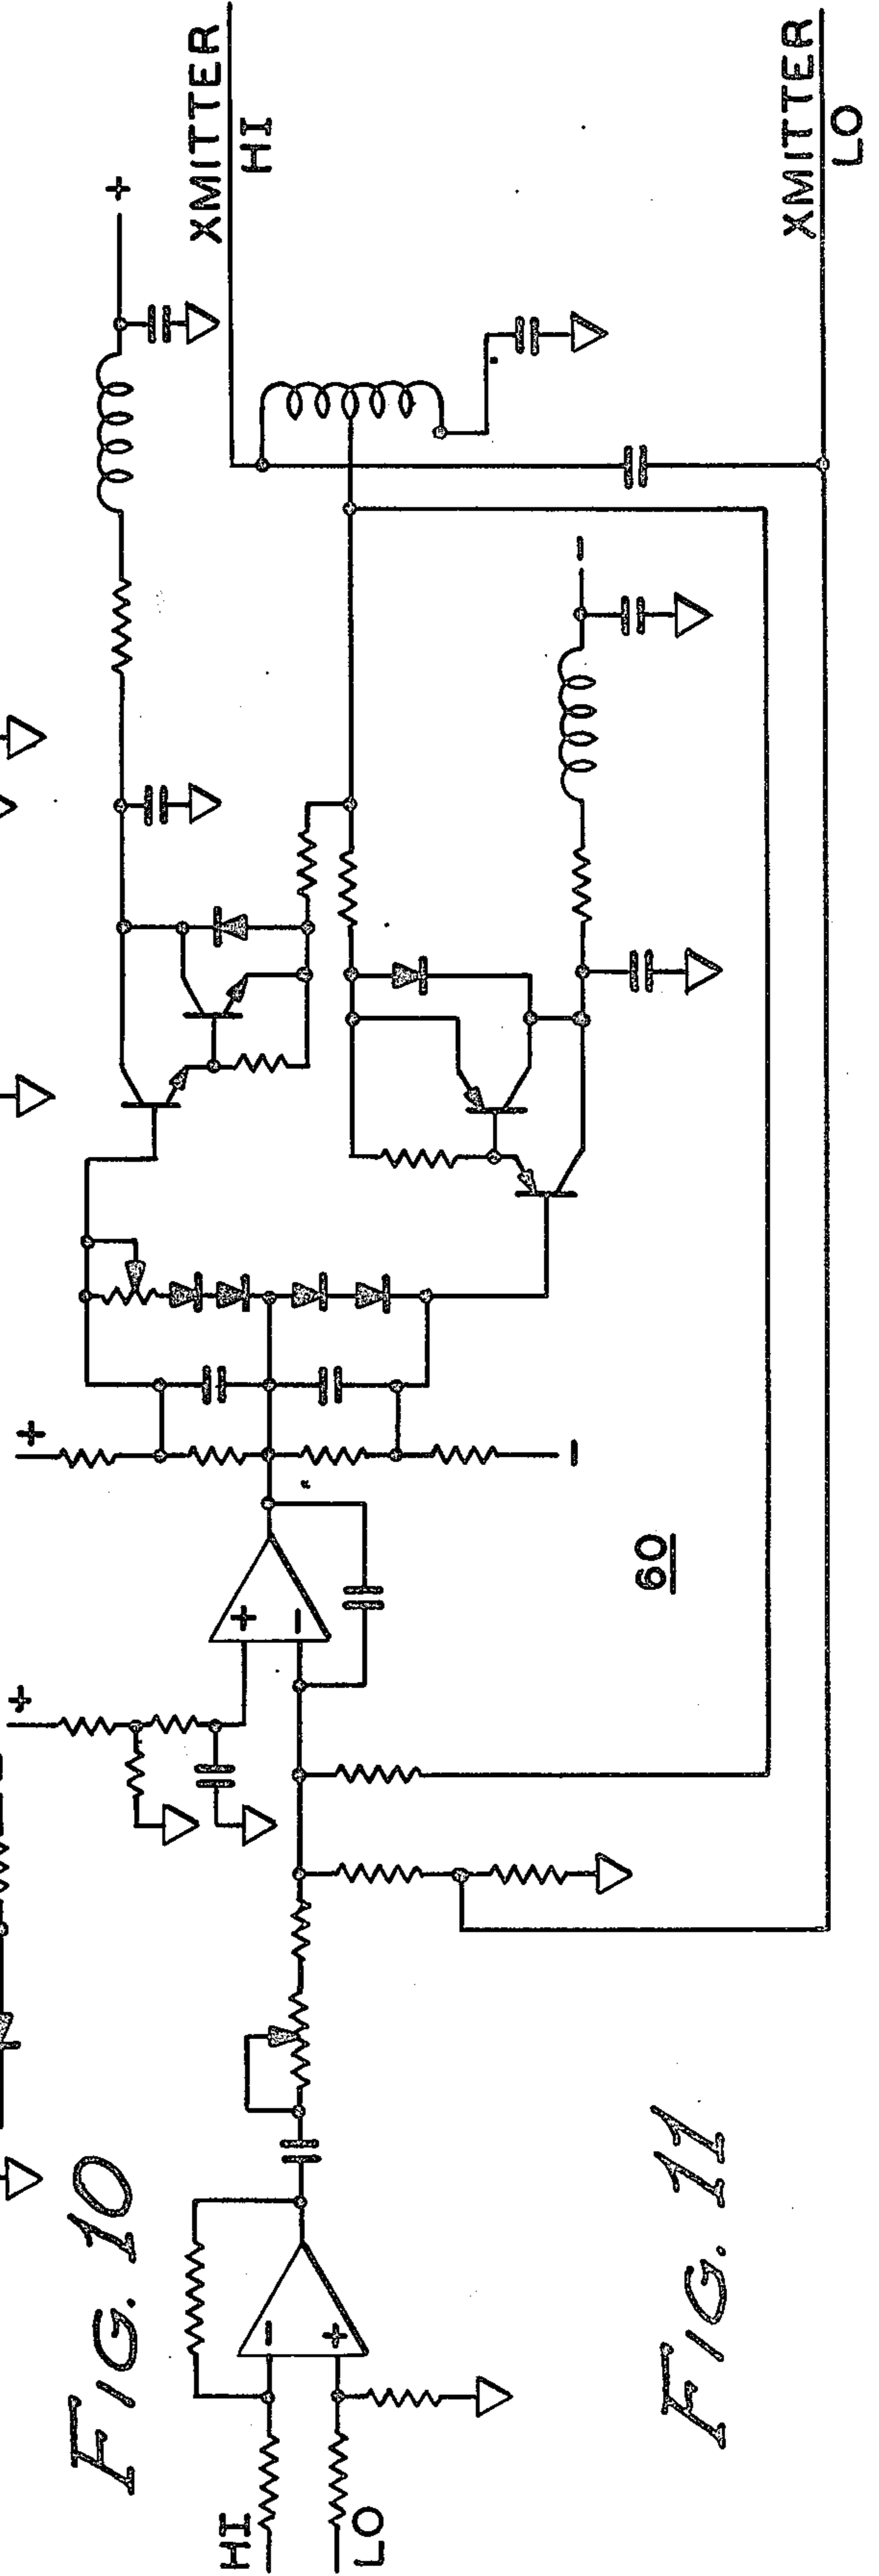 FIG. 10
+
XMITTER
HI
+
+
-
+
-
-
60
HI
LO
-
+
XMITTER
LO
FIG. 11